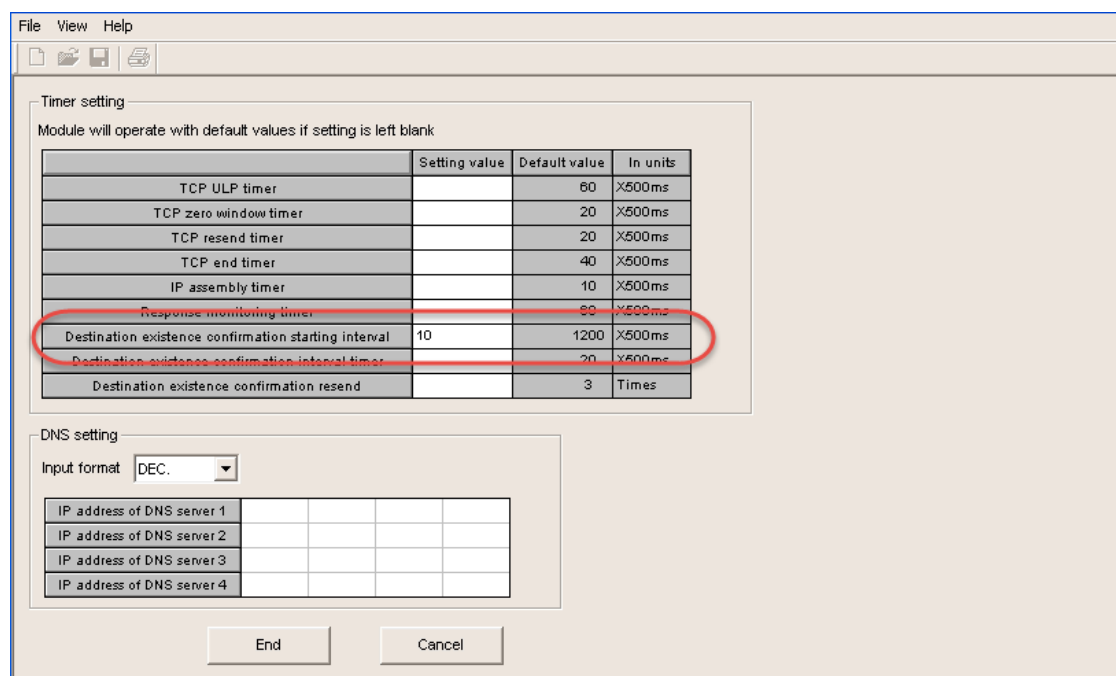 File View Help
Timer setting
Module will operate with default values if setting is left blank
Setting value Default value In units
TCP ULP timer 60 X500ms
TCP zero window timer 20 X500ms
TCP resend timer 20 X500ms
TCP end timer 40 X500ms
IP assembly timer 10 X500ms
Response monitoring timer 60 X500ms
Destination existence confirmation starting interval 10 1200 X500ms
Destination existence confirmation interval timer 20 X500ms
Destination existence confirmation resend 3 Times
DNS setting
Input format DEC.
IP address of DNS server 1
IP address of DNS server 2
IP address of DNS server 3
IP address of DNS server 4
End Cancel